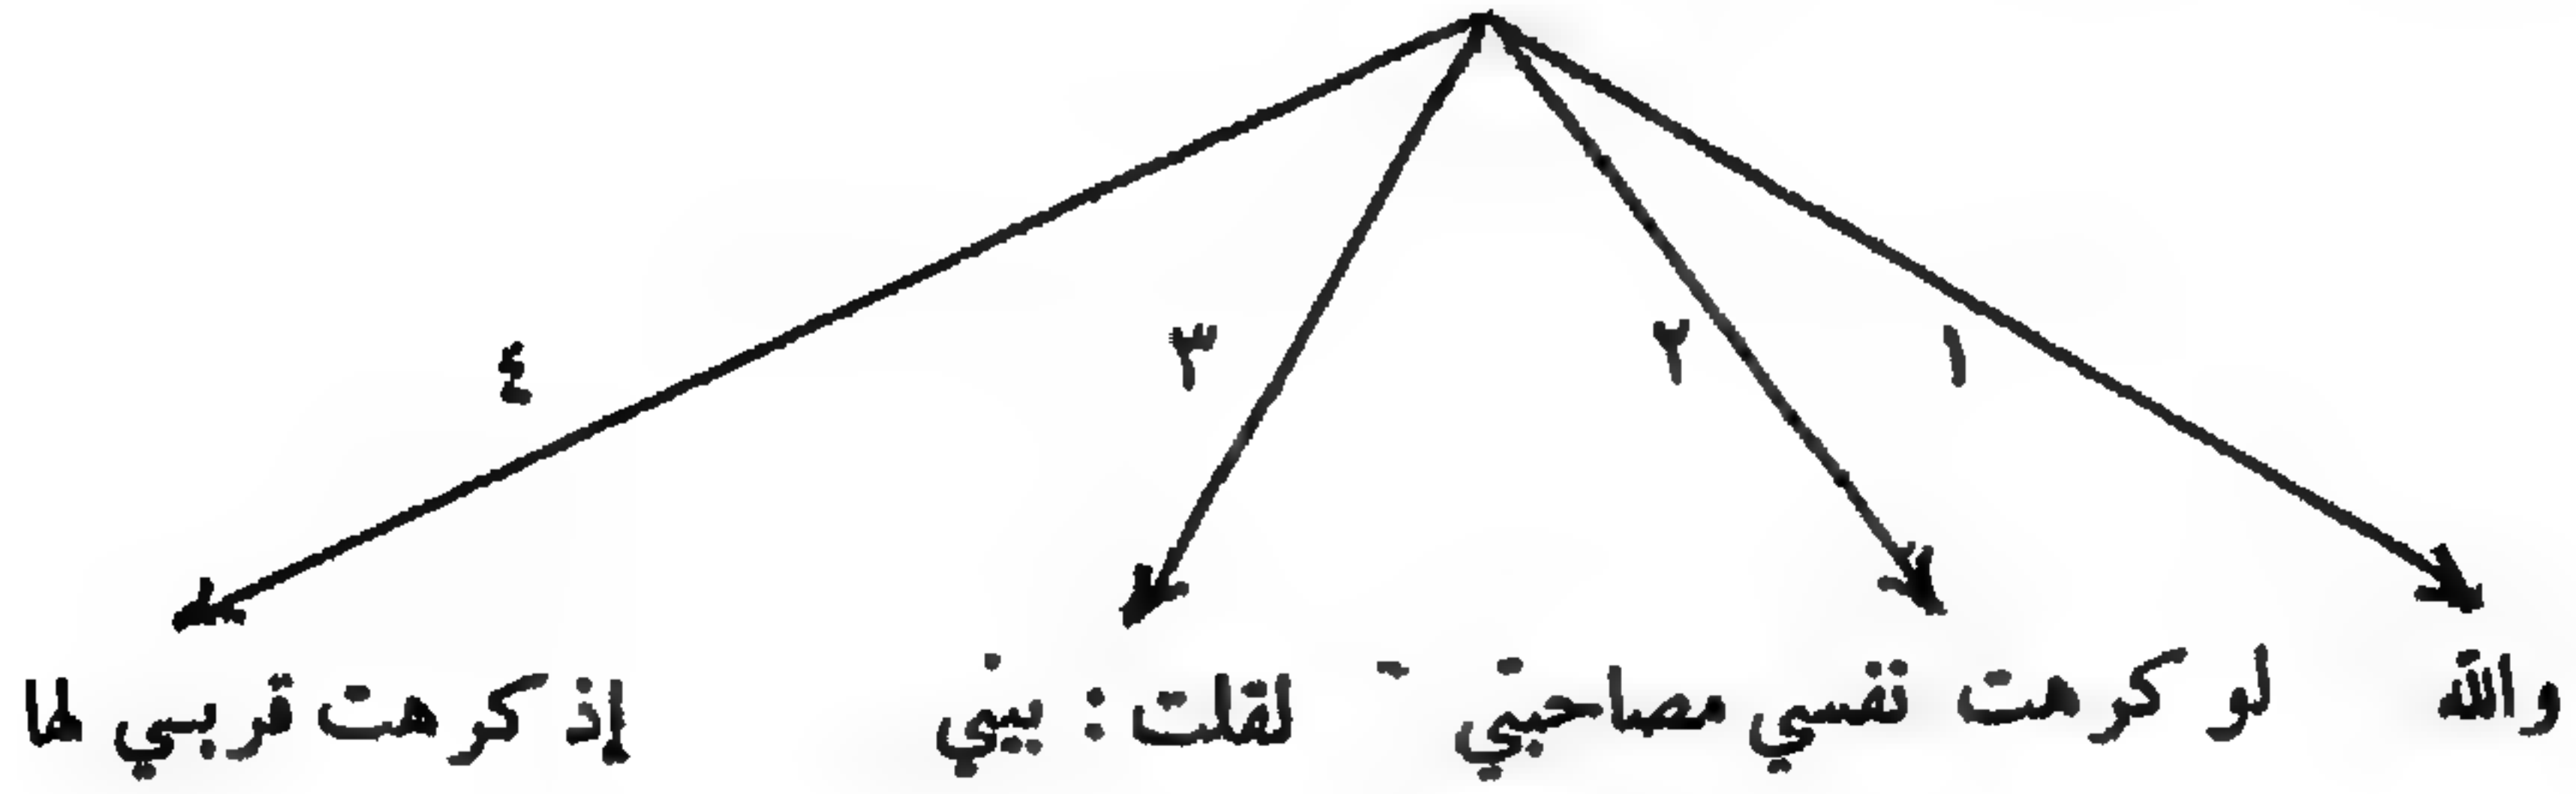 ١ ٢ ٣ ٤
والله لو كرهت نفسي مصاحبتي - لقلت : بيني إذ كرهت قربي لها